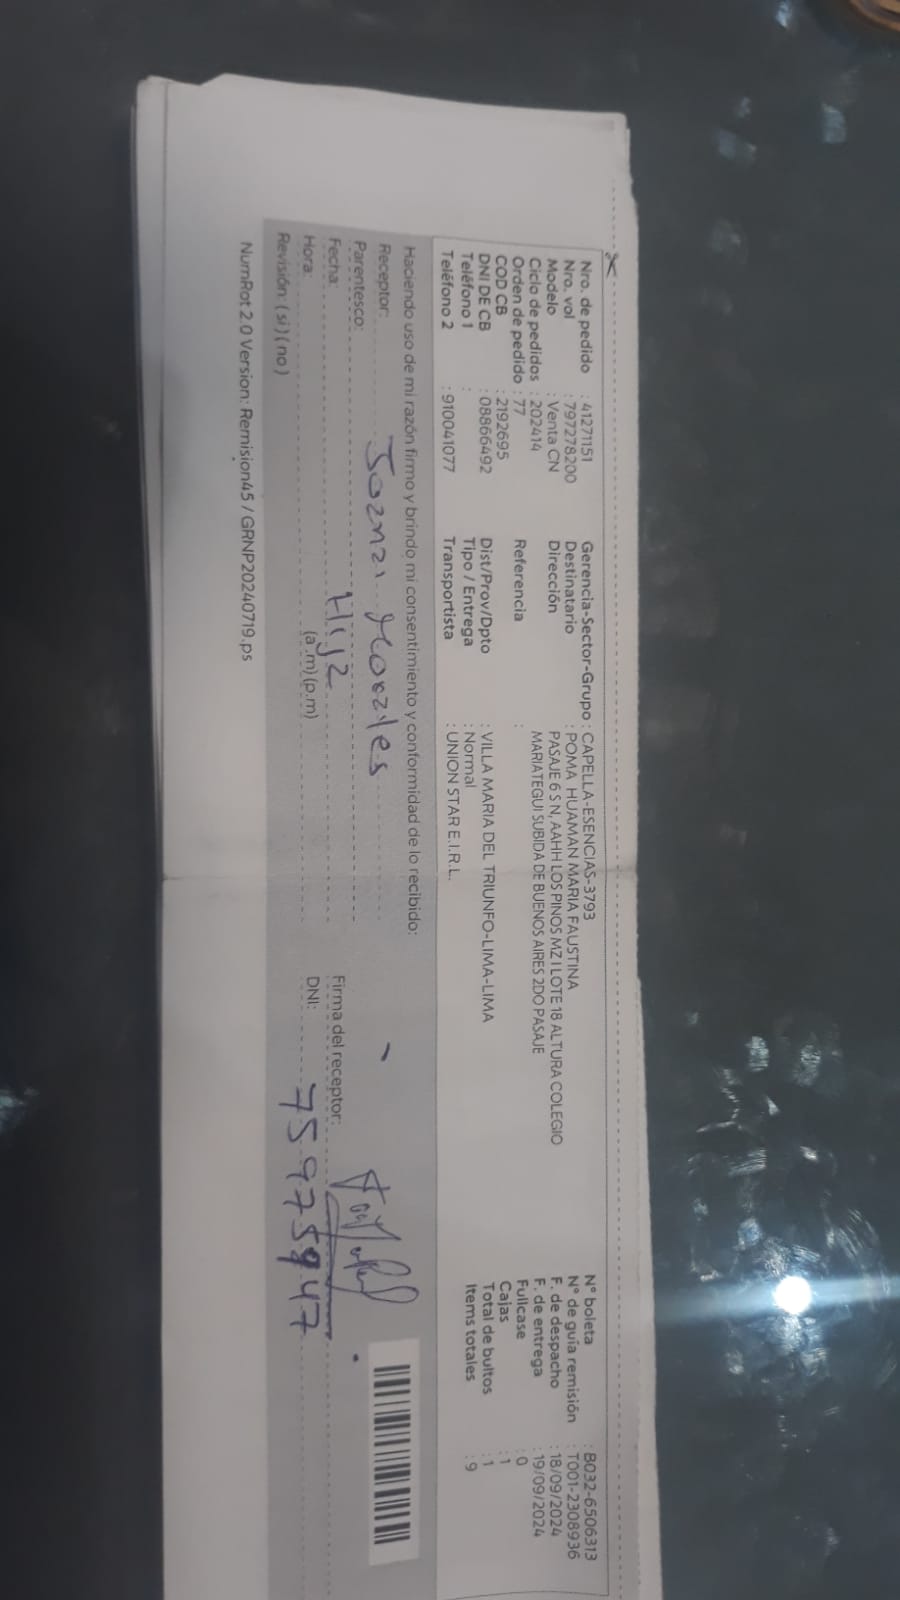 Nro. de pedido : 41271151
Nro. vol : 797278200
Modelo : Venta CN
Ciclo de pedidos : 202414
Orden de pedido : 77
COD CB : 2192695
DNI DE CB : 08866492
Teléfono 1 :
Teléfono 2 : 910041077
Gerencia-Sector-Grupo : CAPELLA-ESENCIAS-3793
Destinatario : POMA HUAMAN MARIA FAUSTINA
Dirección : PASAJE 6 S N, AAHH LOS PINOS MZ I LOTE 18 ALTURA COLEGIO
MARIATEGUI SUBIDA DE BUENOS AIRES 2DO PASAJE
Referencia :
Dist/Prov/Dpto : VILLA MARIA DEL TRIUNFO-LIMA-LIMA
Tipo / Entrega : Normal
Transportista : UNION STAR E.I.R.L.
N° boleta : B032-6506313
N° de guía remisión : T001-2308936
F. de despacho : 18/09/2024
F. de entrega : 19/09/2024
Fullcase : 0
Cajas : 1
Total de bultos : 1
Items totales : 9
Haciendo uso de mi razón firmo y brindo mi consentimiento y conformidad de lo recibido:
Receptor:
Parentesco: Hija
Fecha:
Hora: (a.m) (p.m)
Revisión: (si) (no)
Firma del receptor:
DNI: 75975947
NumRot 2.0 Version: Remision45 / GRNP20240719.ps